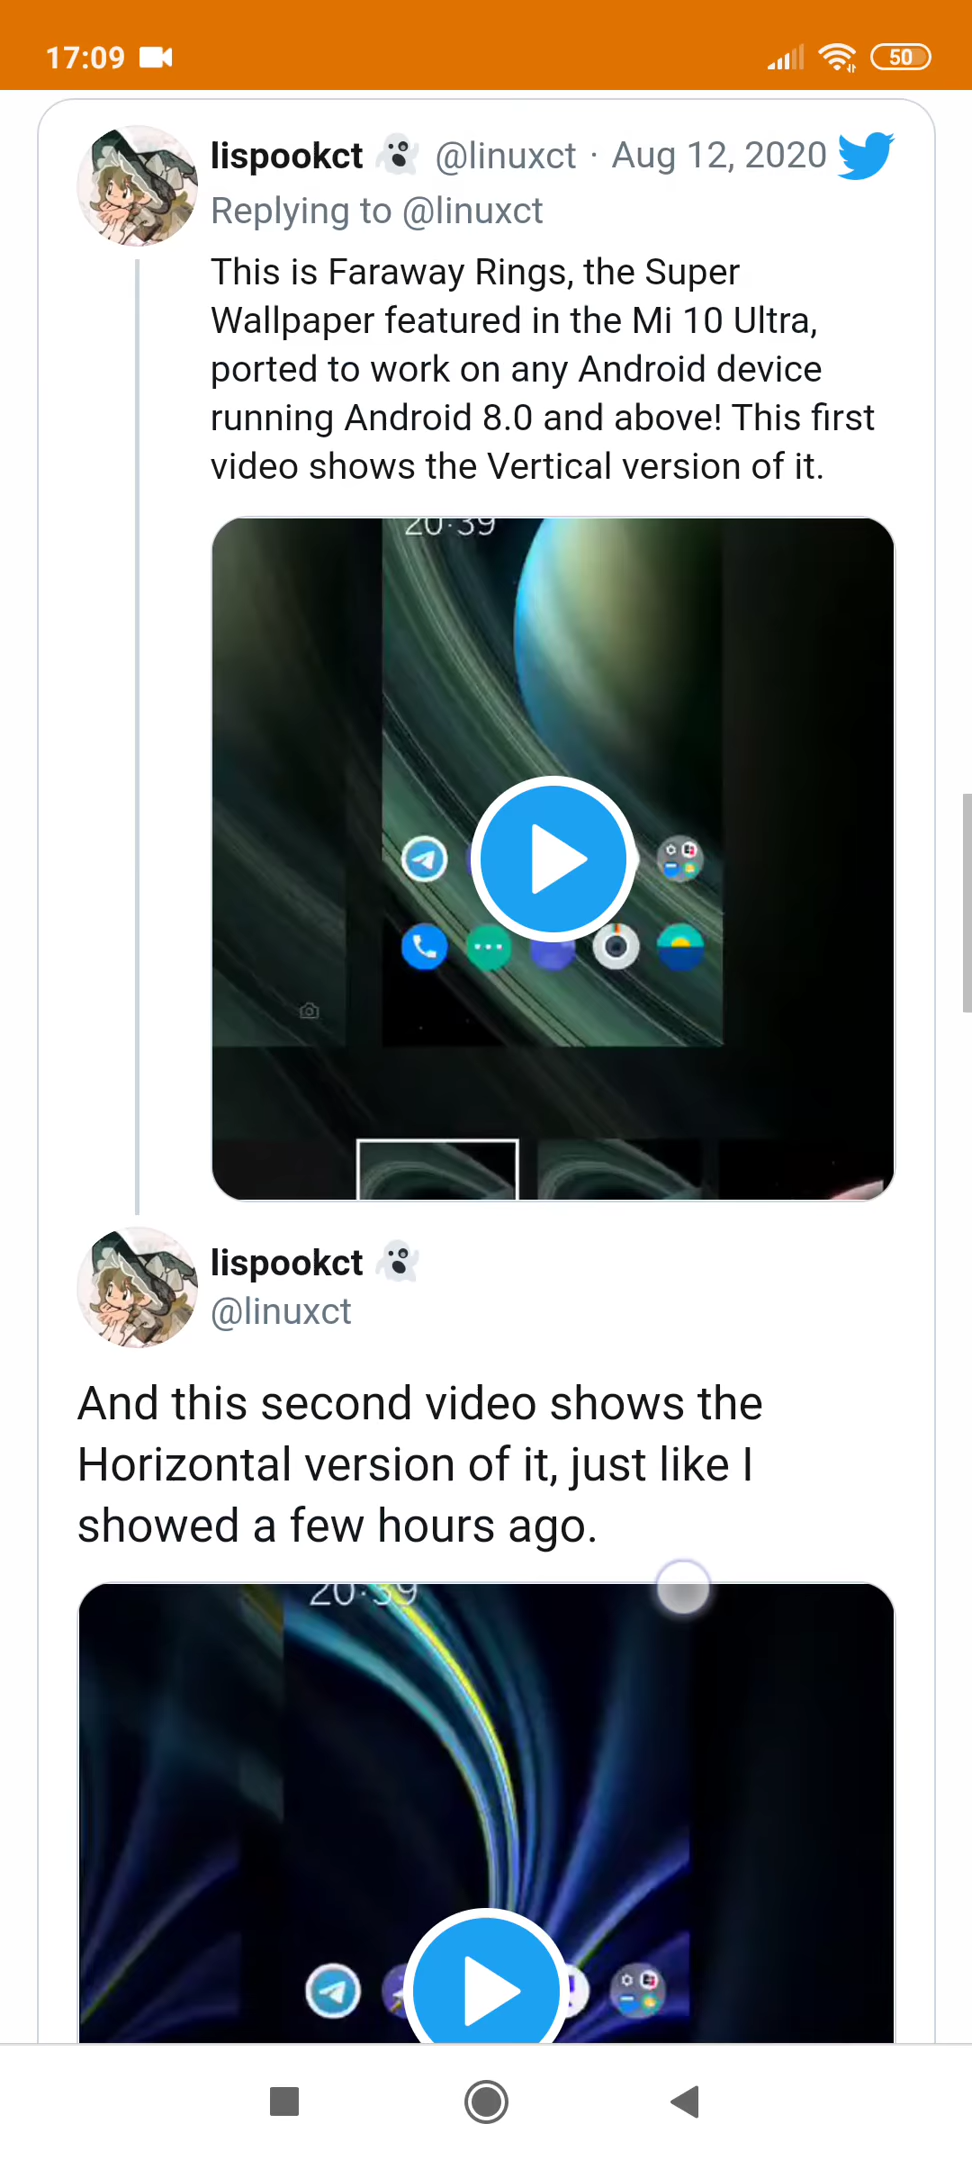 17:09
50
lispookct @linuxct · Aug 12, 2020
Replying to @linuxct
This is Faraway Rings, the Super
Wallpaper featured in the Mi 10 Ultra,
ported to work on any Android device
running Android 8.0 and above! This first
video shows the Vertical version of it.
20:39
lispookct
@linuxct
And this second video shows the
Horizontal version of it, just like I
showed a few hours ago.
20:39